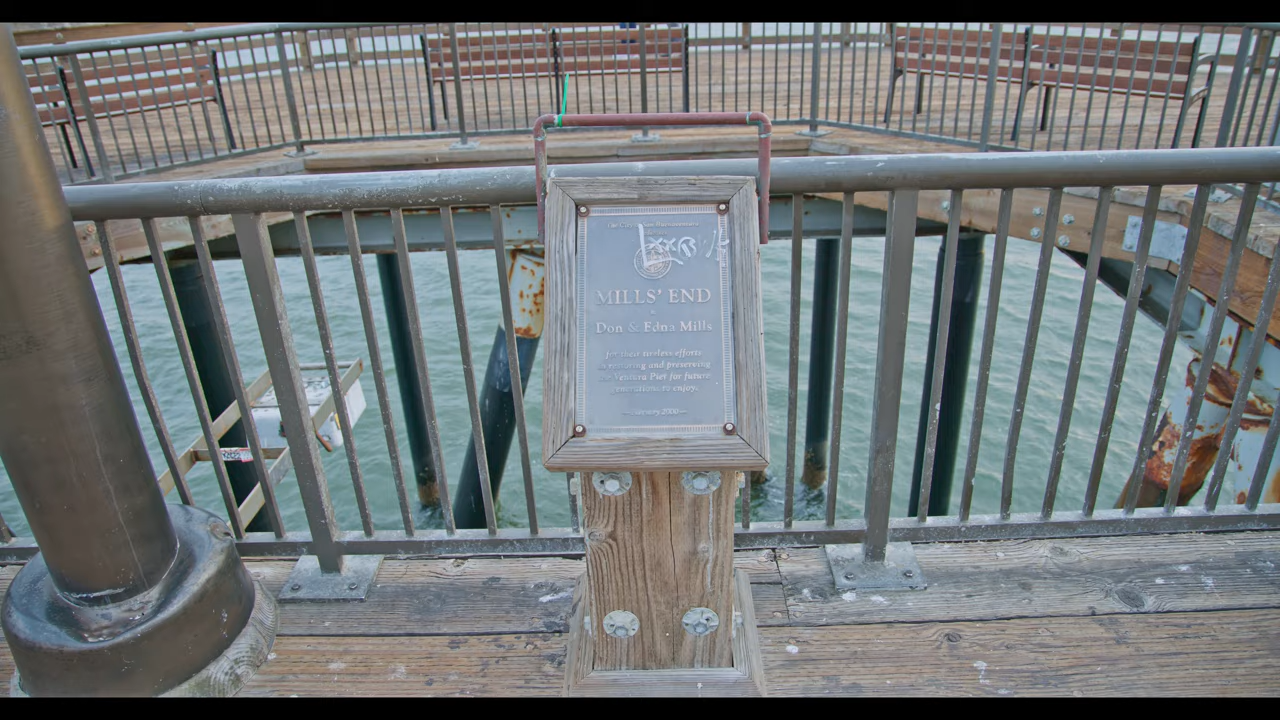 MILLS' END
Don & Edna Mills
for their tireless efforts
in restoring and preserving
the Ventura Pier for future
generations to enjoy.
2000